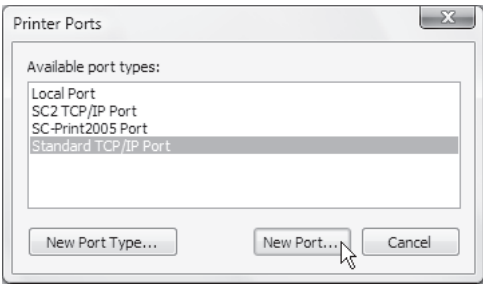 Printer Ports
Available port types:
Local Port
SC2 TCP/IP Port
SC-Print2005 Port
Standard TCP/IP Port
New Port Type... New Port... Cancel